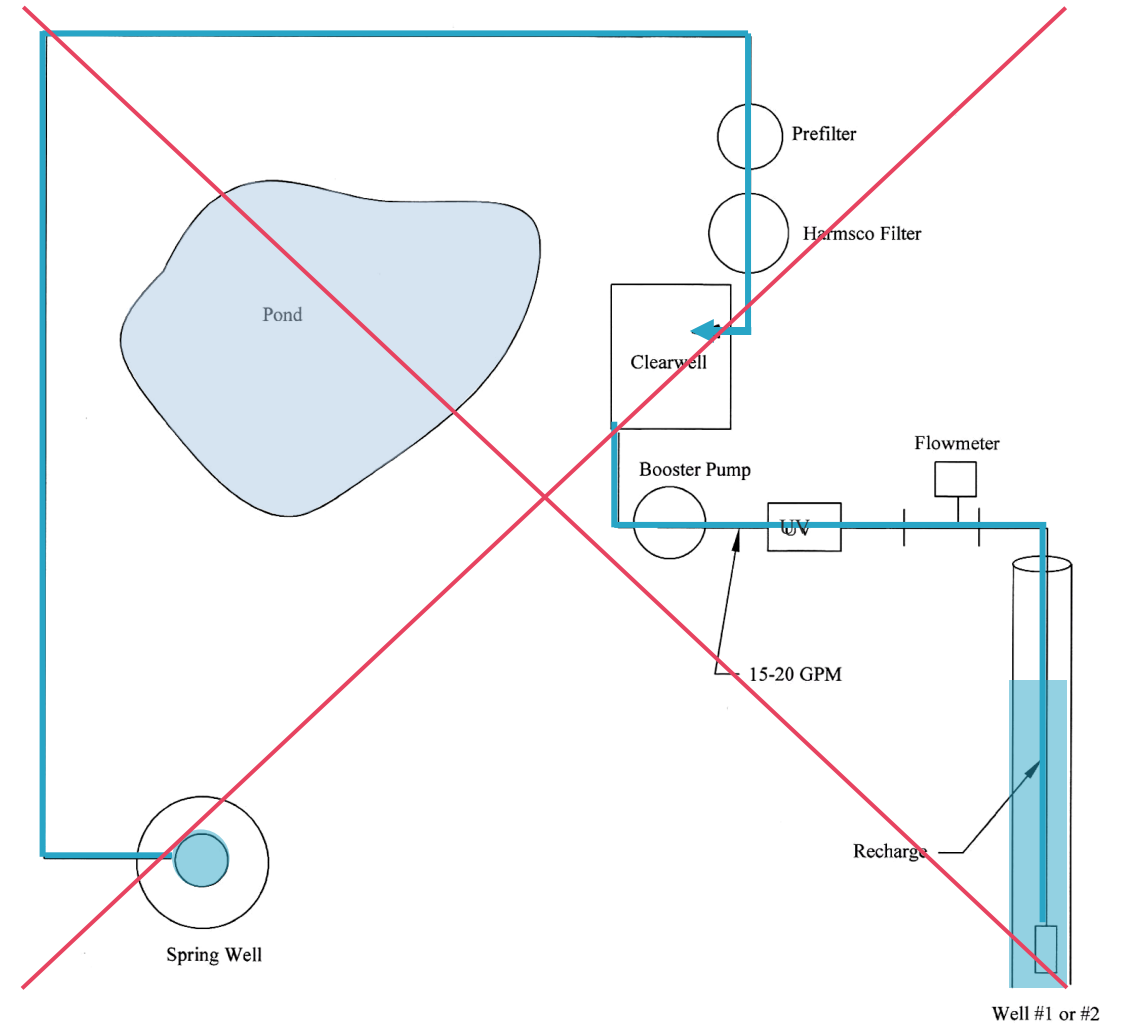 Prefilter
Harmsco Filter
Pond
Clearwell
Flowmeter
Booster Pump
UV
15-20 GPM
Recharge
Spring Well
Well #1 or #2